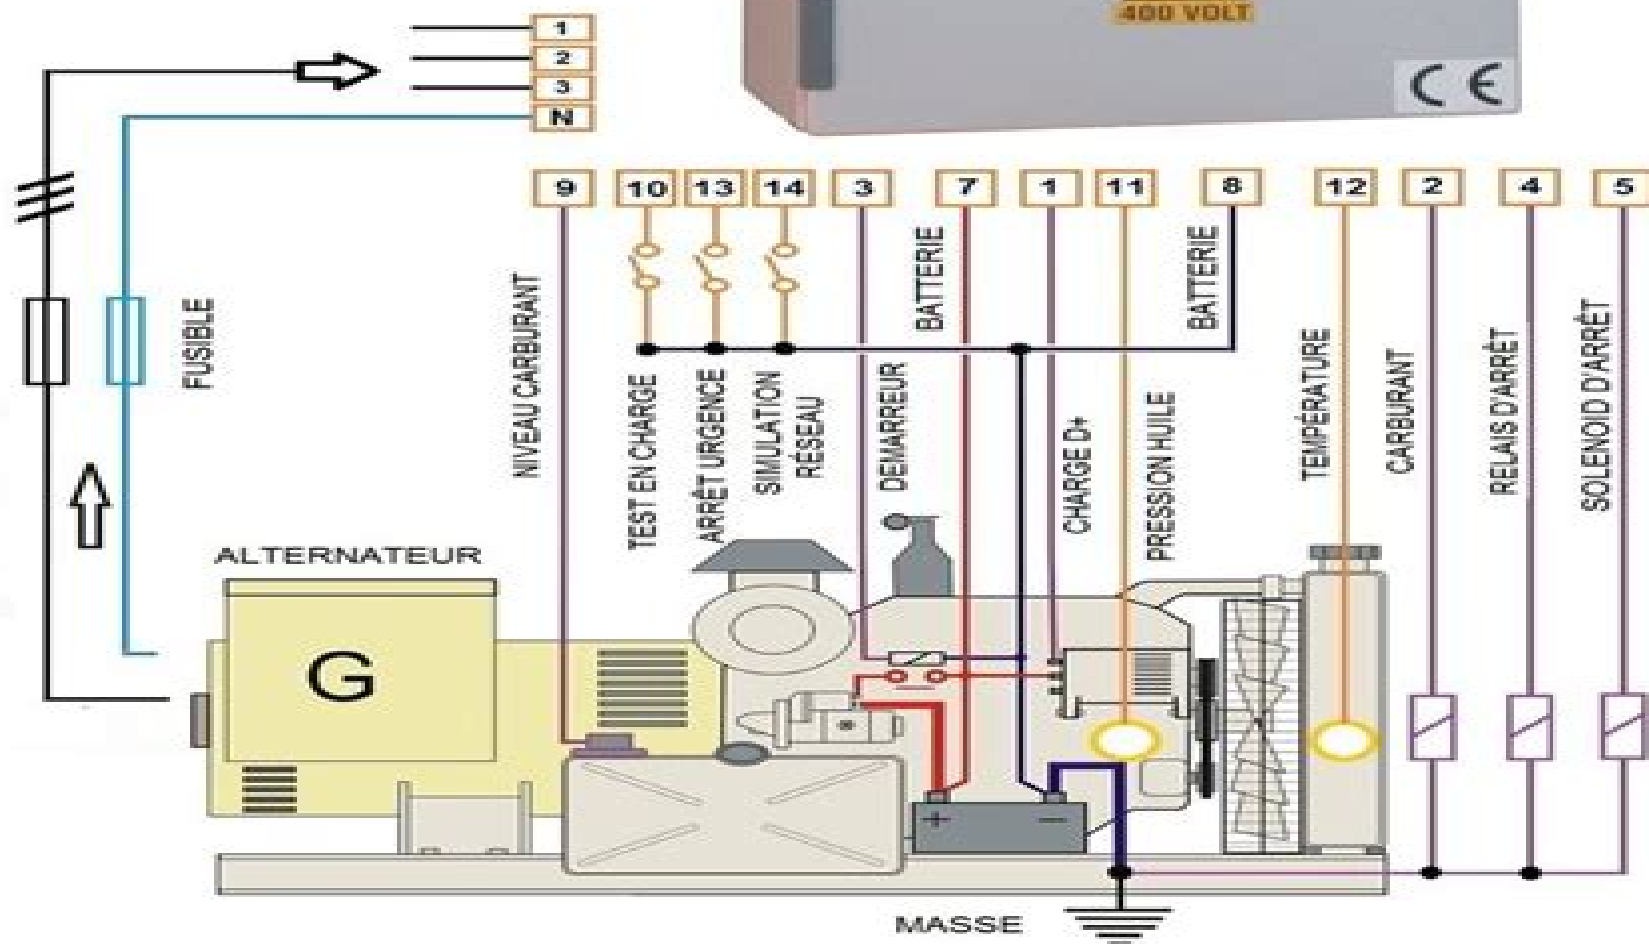 400 VOLT
CE
1
2
3
N
9 10 13 14 3 7 1 11 8 12 2 4 5
FUSIBLE
NIVEAU CARBURANT
TEST EN CHARGE
ARRÊT URGENCE
SIMULATION
RÉSEAU
DEMARREUR
BATTERIE
CHARGE D+
PRESSION HUILE
BATTERIE
TEMPÉRATURE
CARBURANT
RELAIS D'ARRÊT
SOLENOID D'ARRÊT
ALTERNATEUR
G
+ −
MASSE